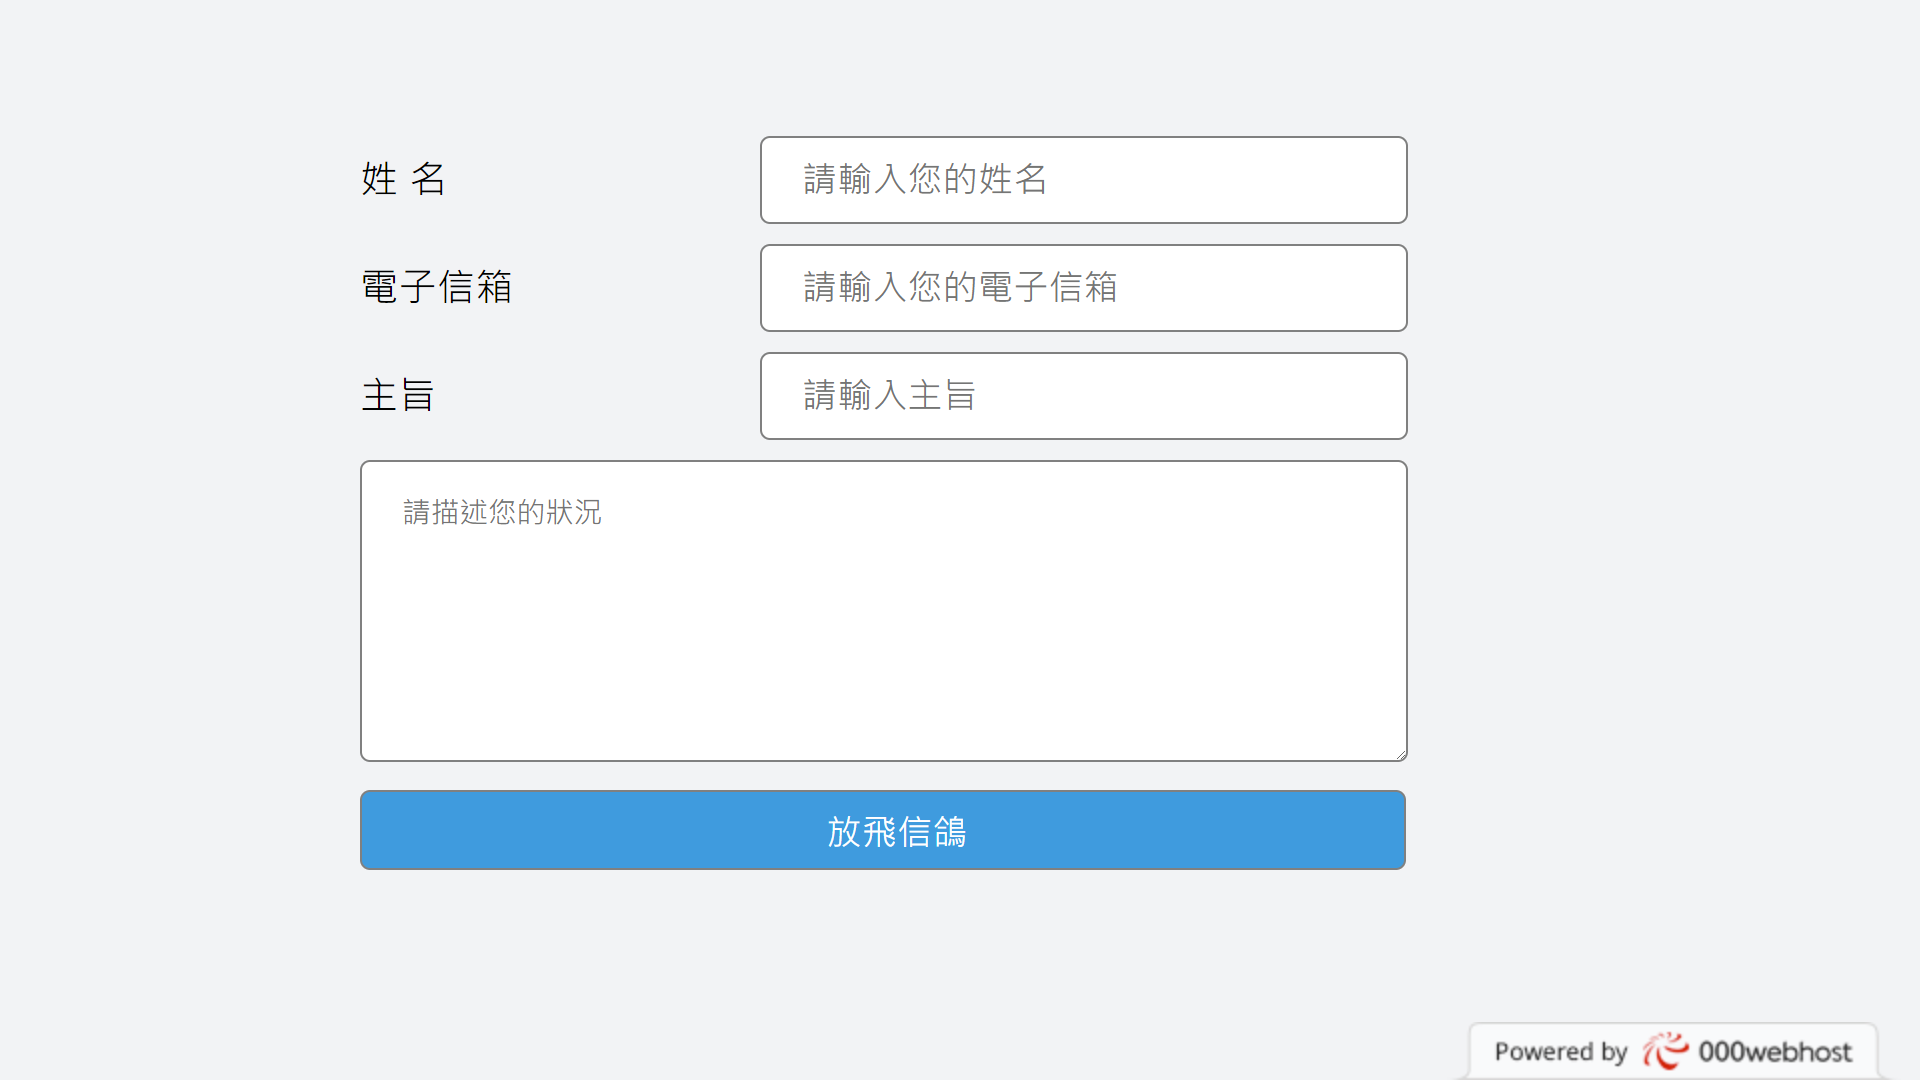 姓 名
請輸入您的姓名
電子信箱
請輸入您的電子信箱
主旨
請輸入主旨
請描述您的狀況
放飛信鴿
Powered by 000webhost